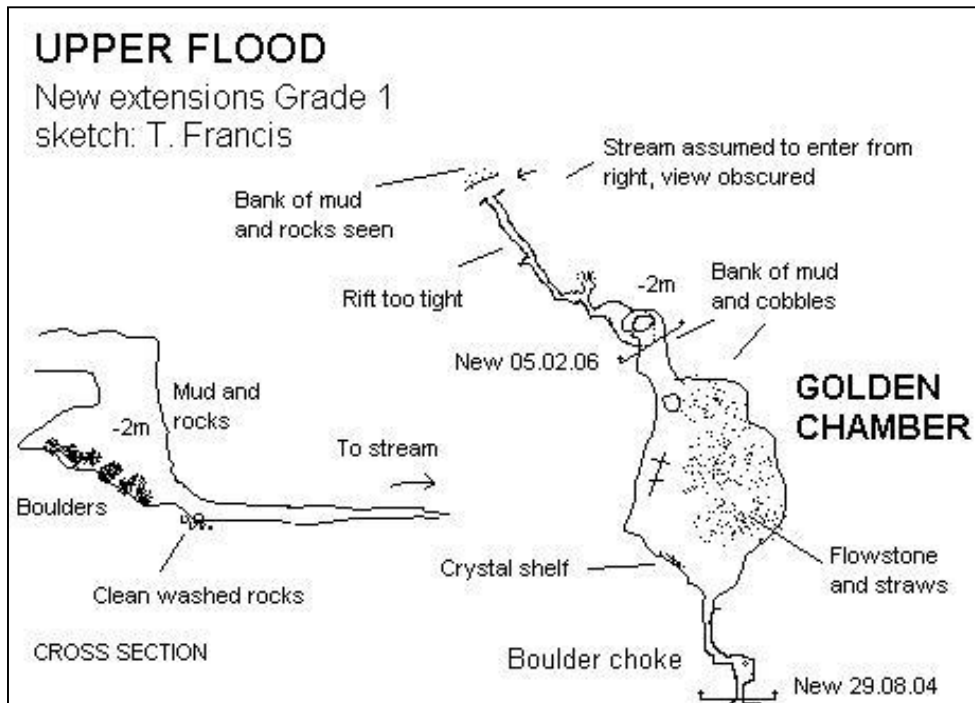 UPPER FLOOD
New extensions Grade 1
sketch: T. Francis
Stream assumed to enter from
right, view obscured
Bank of mud
and rocks seen
Rift too tight
-2m
Bank of mud
and cobbles
New 05.02.06
GOLDEN
CHAMBER
Mud and
rocks
-2m
To stream
Boulders
Clean washed rocks
Crystal shelf
Flowstone
and straws
CROSS SECTION
Boulder choke
New 29.08.04